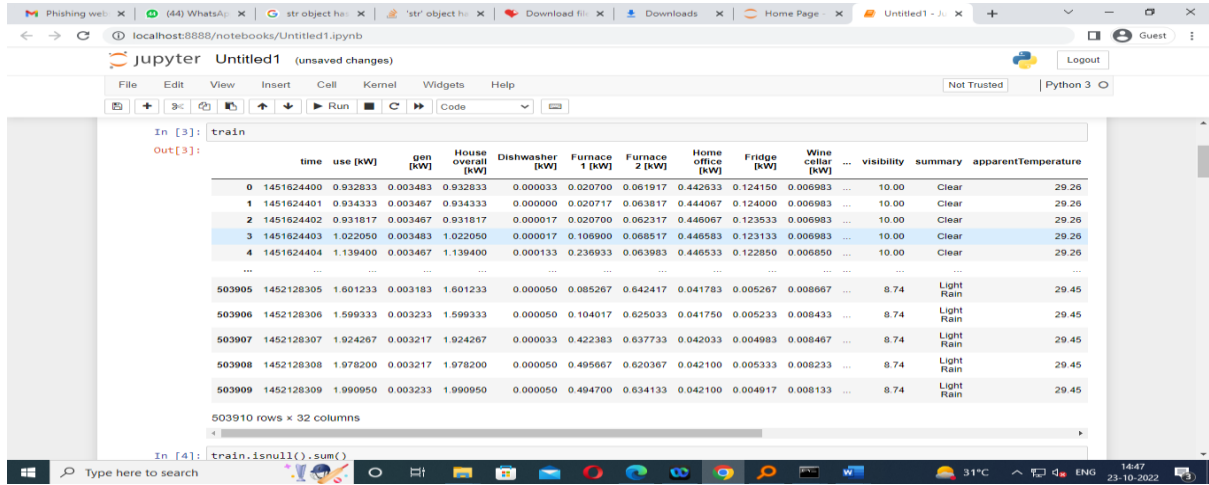 Phishing web (44) WhatsAp str object has 'str' object ha Download file Downloads Home Page - Untitled1 - Ju
localhost:8888/notebooks/Untitled1.ipynb Guest
jupyter Untitled1 (unsaved changes) Logout
File Edit View Insert Cell Kernel Widgets Help Not Trusted Python 3
Run Code
In [3]: train
Out[3]:
time use [kW] gen [kW] House overall [kW] Dishwasher [kW] Furnace 1 [kW] Furnace 2 [kW] Home office [kW] Fridge [kW] Wine cellar [kW] ... visibility summary apparentTemperature
0 1451624400 0.932833 0.003483 0.932833 0.000033 0.020700 0.061917 0.442633 0.124150 0.006983 ... 10.00 Clear 29.26
1 1451624401 0.934333 0.003467 0.934333 0.000000 0.020717 0.063817 0.444067 0.124000 0.006983 ... 10.00 Clear 29.26
2 1451624402 0.931817 0.003467 0.931817 0.000017 0.020700 0.062317 0.446067 0.123533 0.006983 ... 10.00 Clear 29.26
3 1451624403 1.022050 0.003483 1.022050 0.000017 0.106900 0.068517 0.446583 0.123133 0.006983 ... 10.00 Clear 29.26
4 1451624404 1.139400 0.003467 1.139400 0.000133 0.236933 0.063983 0.446533 0.122850 0.006850 ... 10.00 Clear 29.26
... ... ... ... ... ... ... ... ... ... ... ... ... ... ...
503905 1452128305 1.601233 0.003183 1.601233 0.000050 0.085267 0.642417 0.041783 0.005267 0.008667 ... 8.74 Light Rain 29.45
503906 1452128306 1.599333 0.003233 1.599333 0.000050 0.104017 0.625033 0.041750 0.005233 0.008433 ... 8.74 Light Rain 29.45
503907 1452128307 1.924267 0.003217 1.924267 0.000033 0.422383 0.637733 0.042033 0.004983 0.008467 ... 8.74 Light Rain 29.45
503908 1452128308 1.978200 0.003217 1.978200 0.000050 0.495667 0.620367 0.042100 0.005333 0.008233 ... 8.74 Light Rain 29.45
503909 1452128309 1.990950 0.003233 1.990950 0.000050 0.494700 0.634133 0.042100 0.004917 0.008133 ... 8.74 Light Rain 29.45
503910 rows × 32 columns
In [4]: train.isnull().sum()
Type here to search 31°C ENG 14:47
23-10-2022